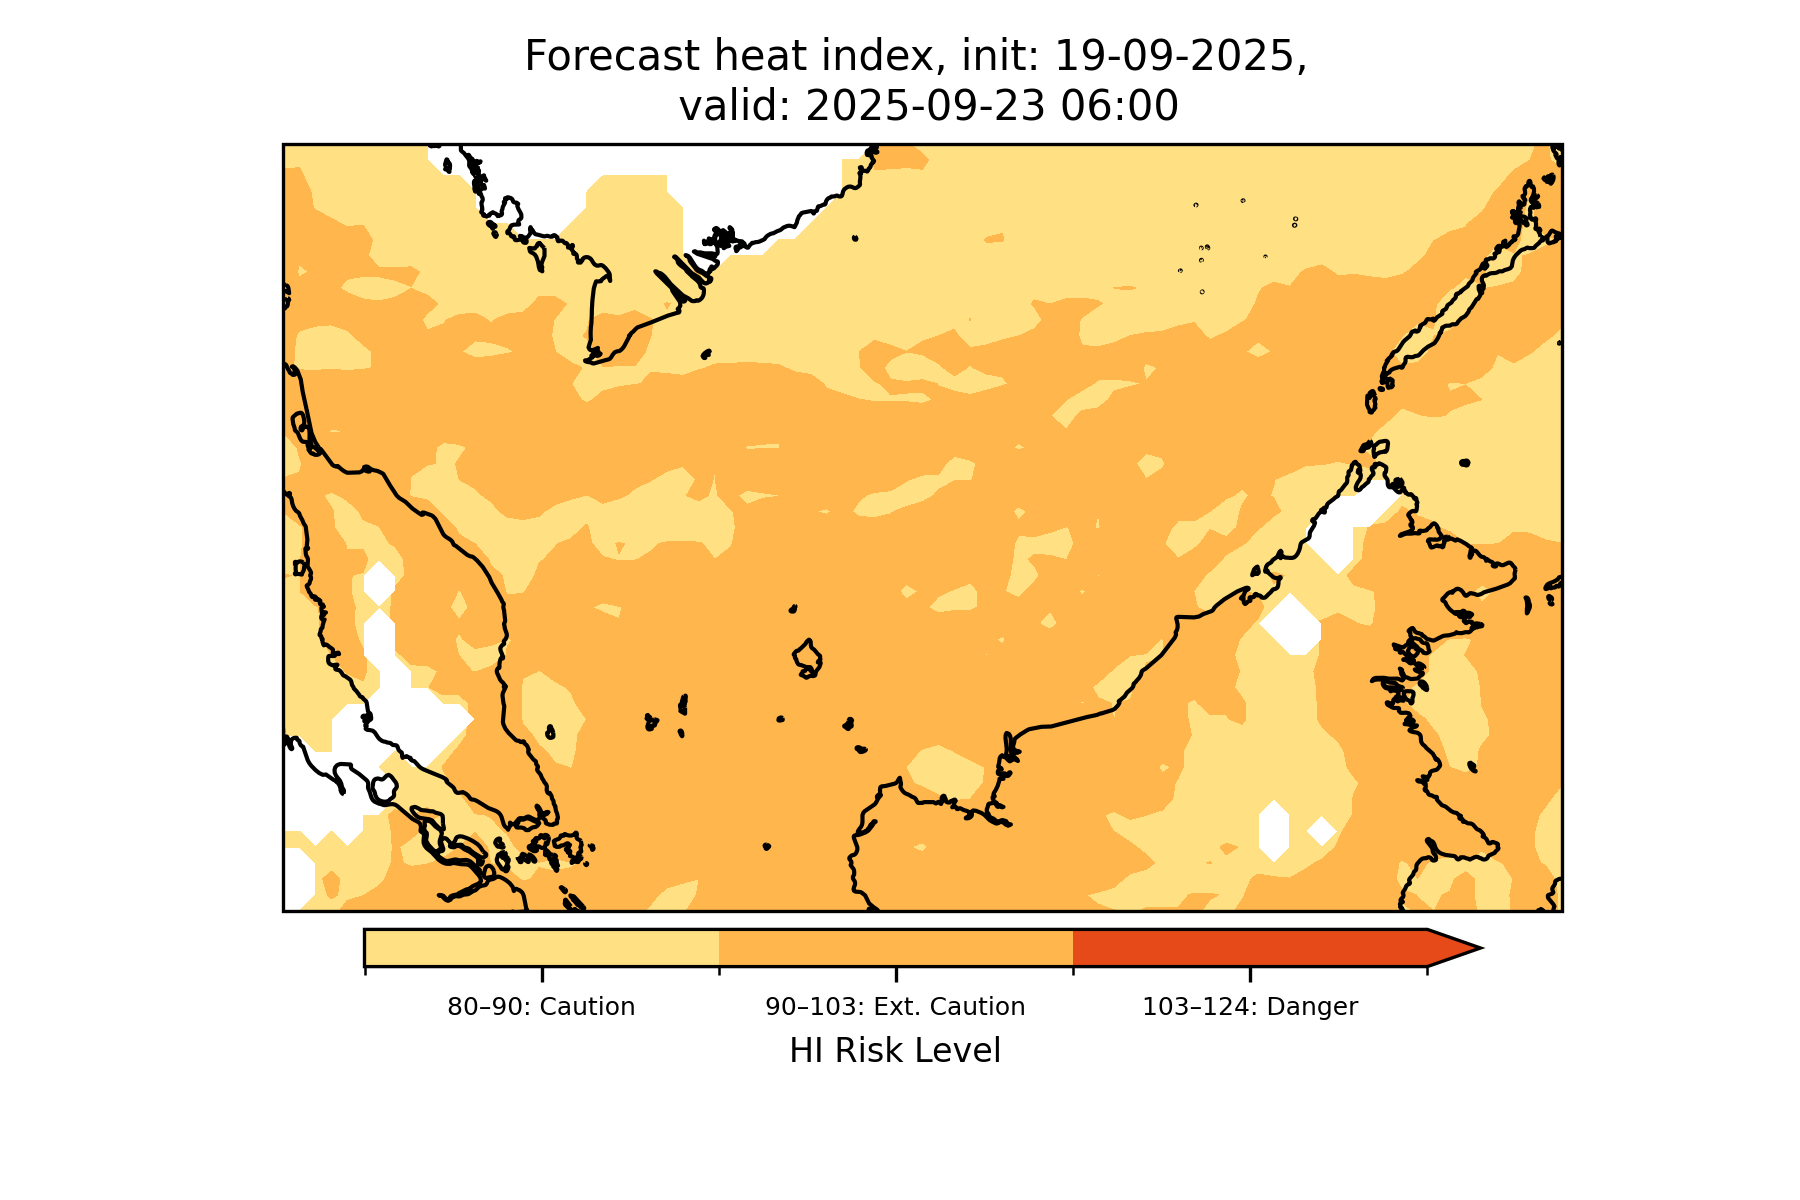 Forecast heat index, init: 19-09-2025,
valid: 2025-09-23 06:00
80–90: Caution
90–103: Ext. Caution
103–124: Danger
HI Risk Level